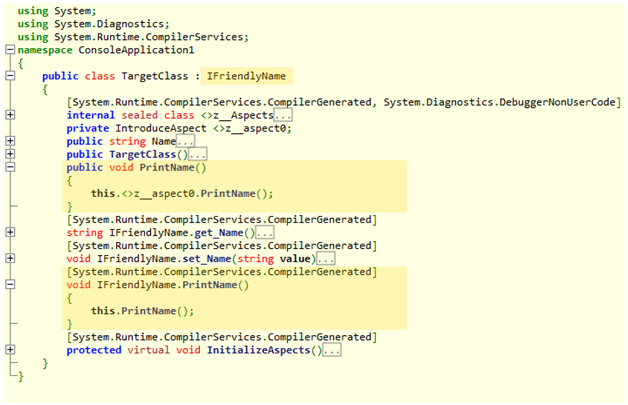 using System;
using System.Diagnostics;
using System.Runtime.CompilerServices;
namespace ConsoleApplication1
{
public class TargetClass : IFriendlyName
{
[System.Runtime.CompilerServices.CompilerGenerated, System.Diagnostics.DebuggerNonUserCode]
internal sealed class <>z__Aspects...
private IntroduceAspect <>z__aspect0;
public string Name...
public TargetClass()...
public void PrintName()
{
this.<>z__aspect0.PrintName();
}
[System.Runtime.CompilerServices.CompilerGenerated]
string IFriendlyName.get_Name()...
[System.Runtime.CompilerServices.CompilerGenerated]
void IFriendlyName.set_Name(string value)...
[System.Runtime.CompilerServices.CompilerGenerated]
void IFriendlyName.PrintName()
{
this.PrintName();
}
[System.Runtime.CompilerServices.CompilerGenerated]
protected virtual void InitializeAspects()...
}
}